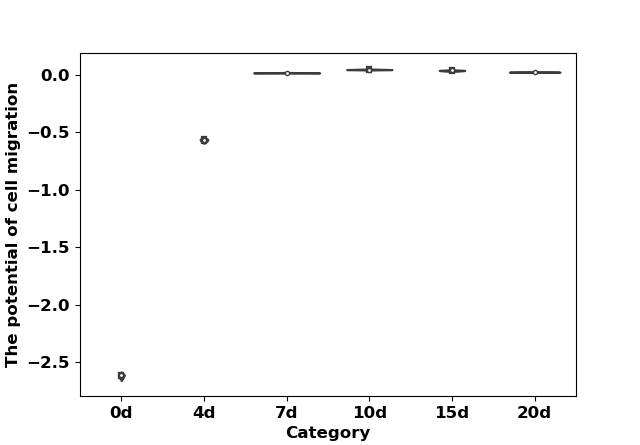 The potential of cell migration
0.0
−0.5
−1.0
−1.5
−2.0
−2.5
0d 4d 7d 10d 15d 20d
Category